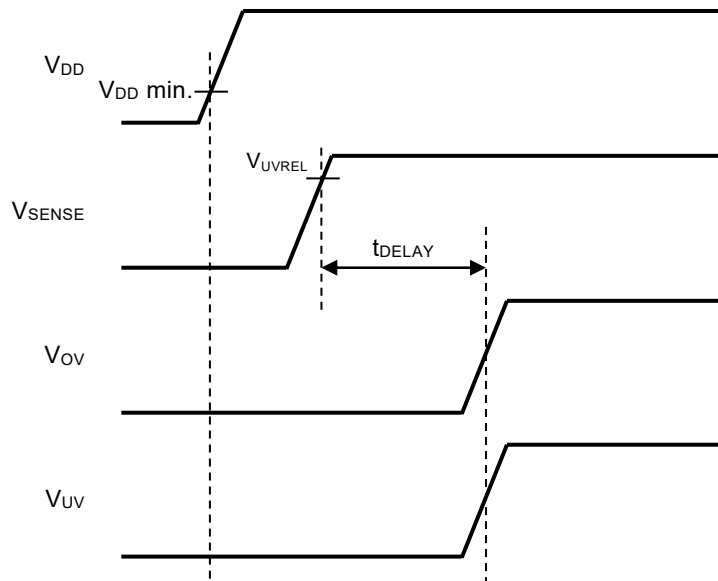 VDD
VDD min.
VUVREL
VSENSE
tDELAY
VOV
VUV